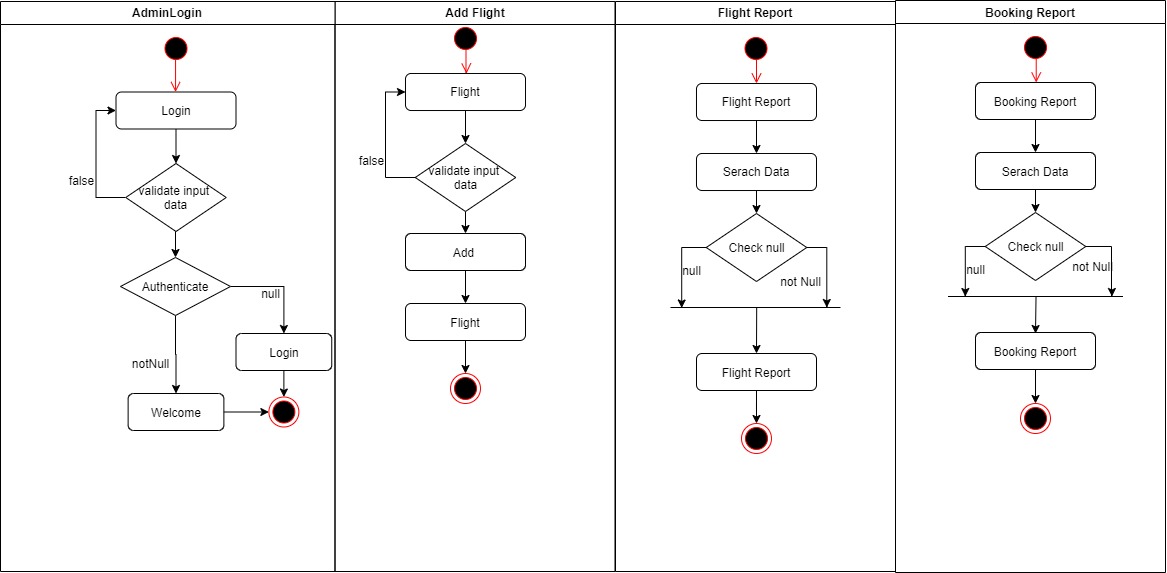 AdminLogin
Login
false
validate input
data
Authenticate
null
Login
notNull
Welcome
Add Flight
Flight
false
validate input
data
Add
Flight
Flight Report
Flight Report
Serach Data
Check null
null
not Null
Flight Report
Booking Report
Booking Report
Serach Data
Check null
null
not Null
Booking Report